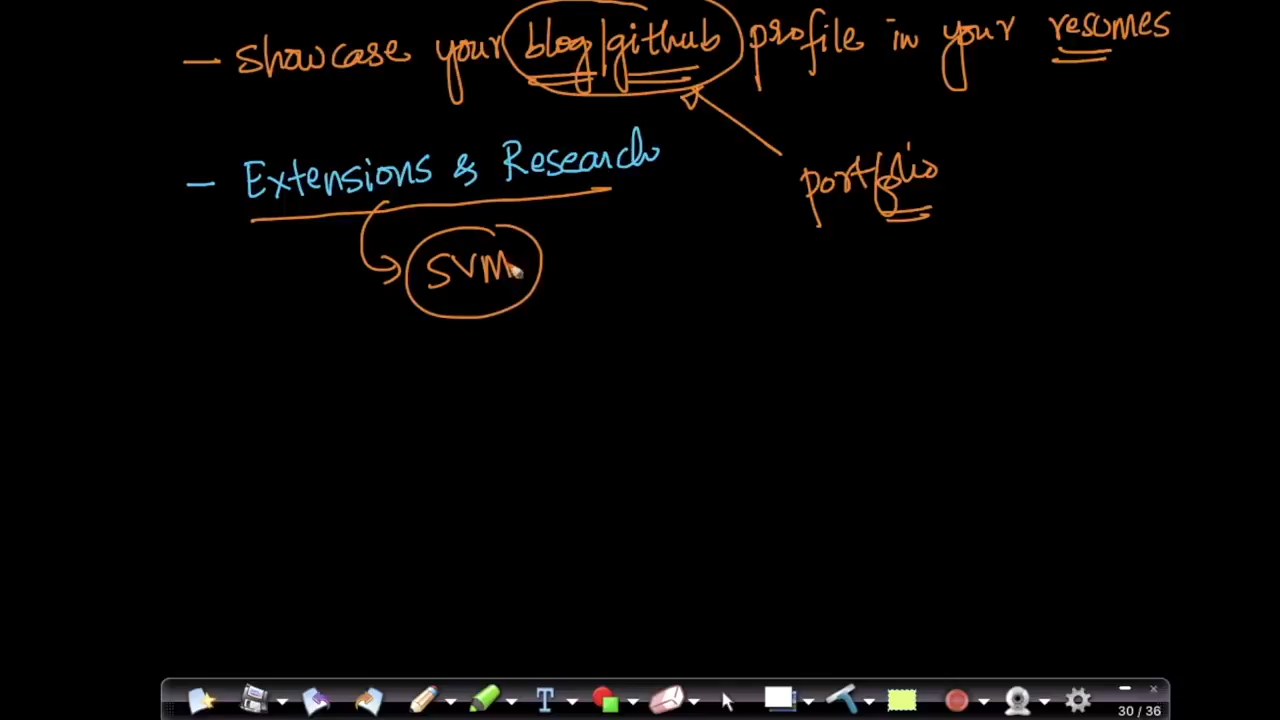 - showcase your blog/github profile in your resumes
- Extensions & Research
portfolio
SVM
T
30 / 36